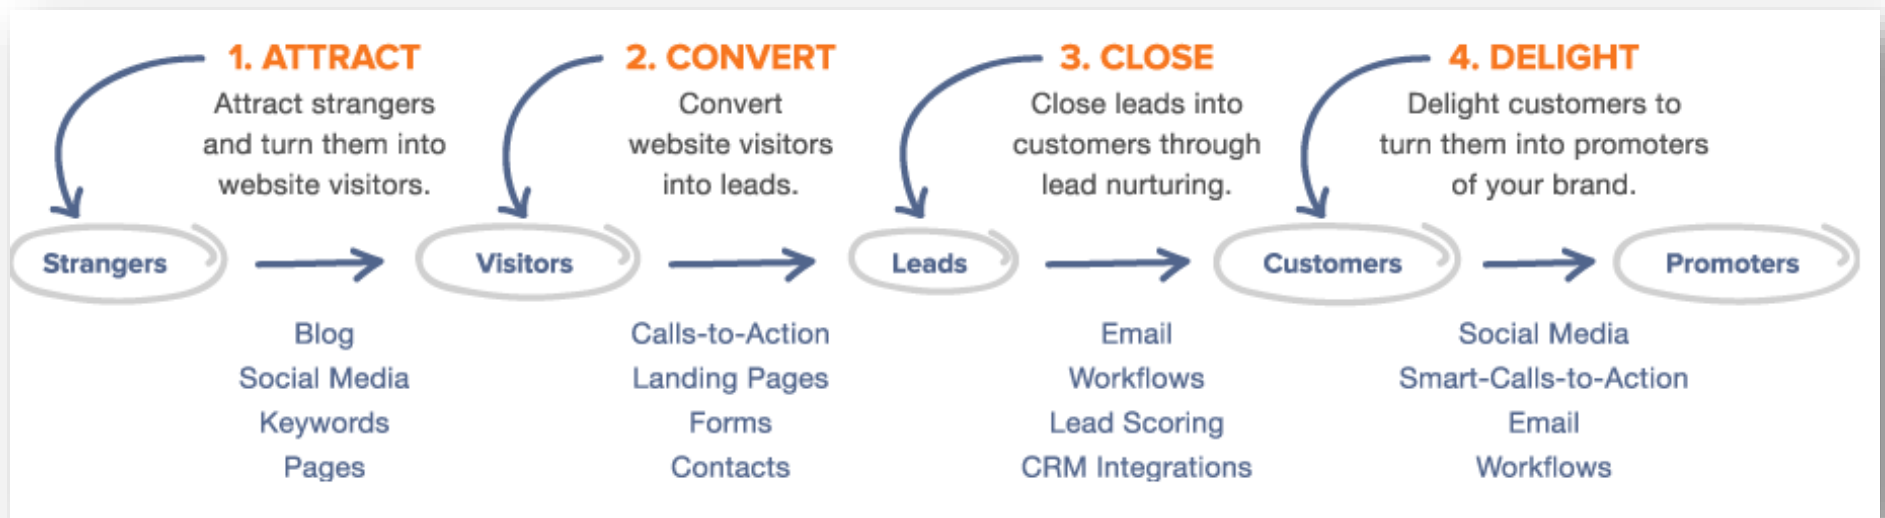 1. ATTRACT
Attract strangers
and turn them into
website visitors.
2. CONVERT
Convert
website visitors
into leads.
3. CLOSE
Close leads into
customers through
lead nurturing.
4. DELIGHT
Delight customers to
turn them into promoters
of your brand.
Strangers
Visitors
Leads
Customers
Promoters
Blog
Social Media
Keywords
Pages
Calls-to-Action
Landing Pages
Forms
Contacts
Email
Workflows
Lead Scoring
CRM Integrations
Social Media
Smart-Calls-to-Action
Email
Workflows